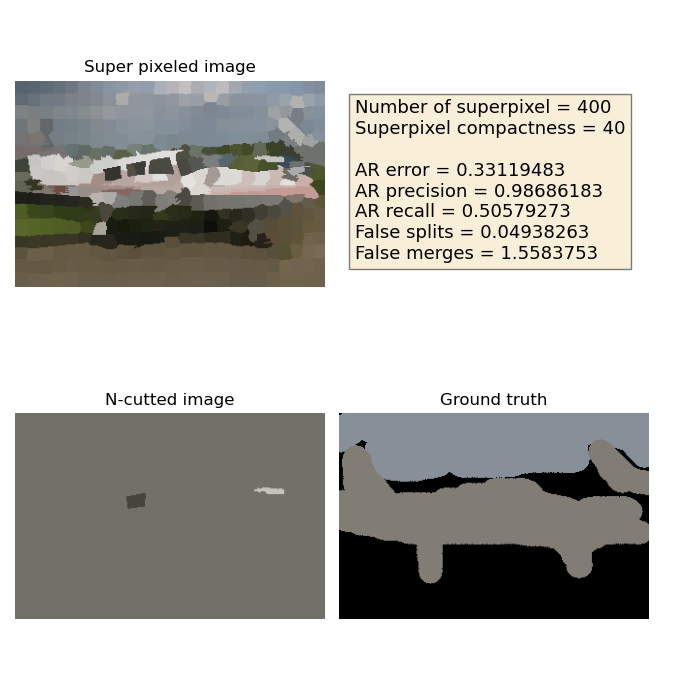 Super pixeled image
Number of superpixel = 400
Superpixel compactness = 40
AR error = 0.33119483
AR precision = 0.98686183
AR recall = 0.50579273
False splits = 0.04938263
False merges = 1.5583753
N-cutted image
Ground truth